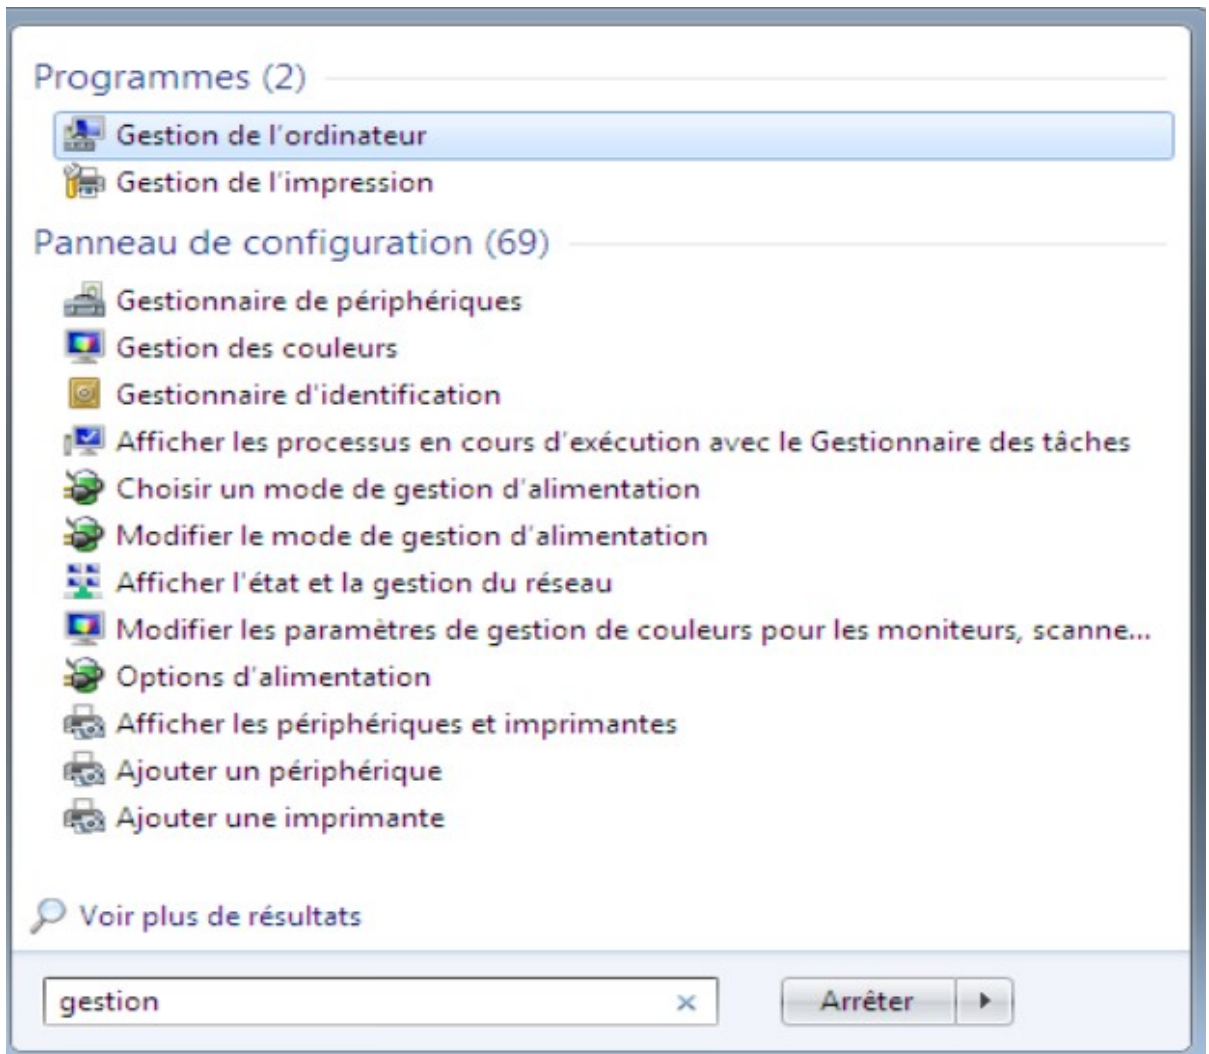 Programmes (2)
Gestion de l'ordinateur
Gestion de l'impression
Panneau de configuration (69)
Gestionnaire de périphériques
Gestion des couleurs
Gestionnaire d'identification
Afficher les processus en cours d'exécution avec le Gestionnaire des tâches
Choisir un mode de gestion d'alimentation
Modifier le mode de gestion d'alimentation
Afficher l'état et la gestion du réseau
Modifier les paramètres de gestion de couleurs pour les moniteurs, scanne...
Options d'alimentation
Afficher les périphériques et imprimantes
Ajouter un périphérique
Ajouter une imprimante
Voir plus de résultats
gestion
Arrêter